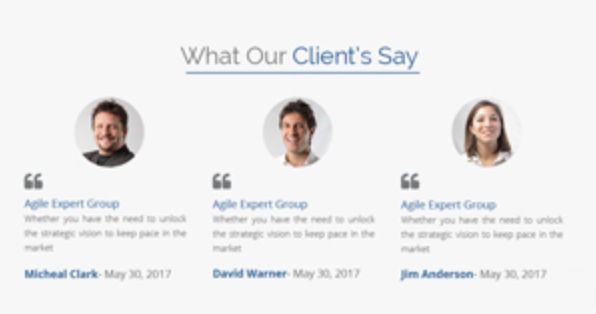 What Our Client's Say
Agile Expert Group
Whether you have the need to unlock
the strategic vision to keep pace in the
market
Micheal Clark- May 30, 2017
Agile Expert Group
Whether you have the need to unlock
the strategic vision to keep pace in the
market
David Warner- May 30, 2017
Agile Expert Group
Whether you have the need to unlock
the strategic vision to keep pace in the
market
Jim Anderson- May 30, 2017